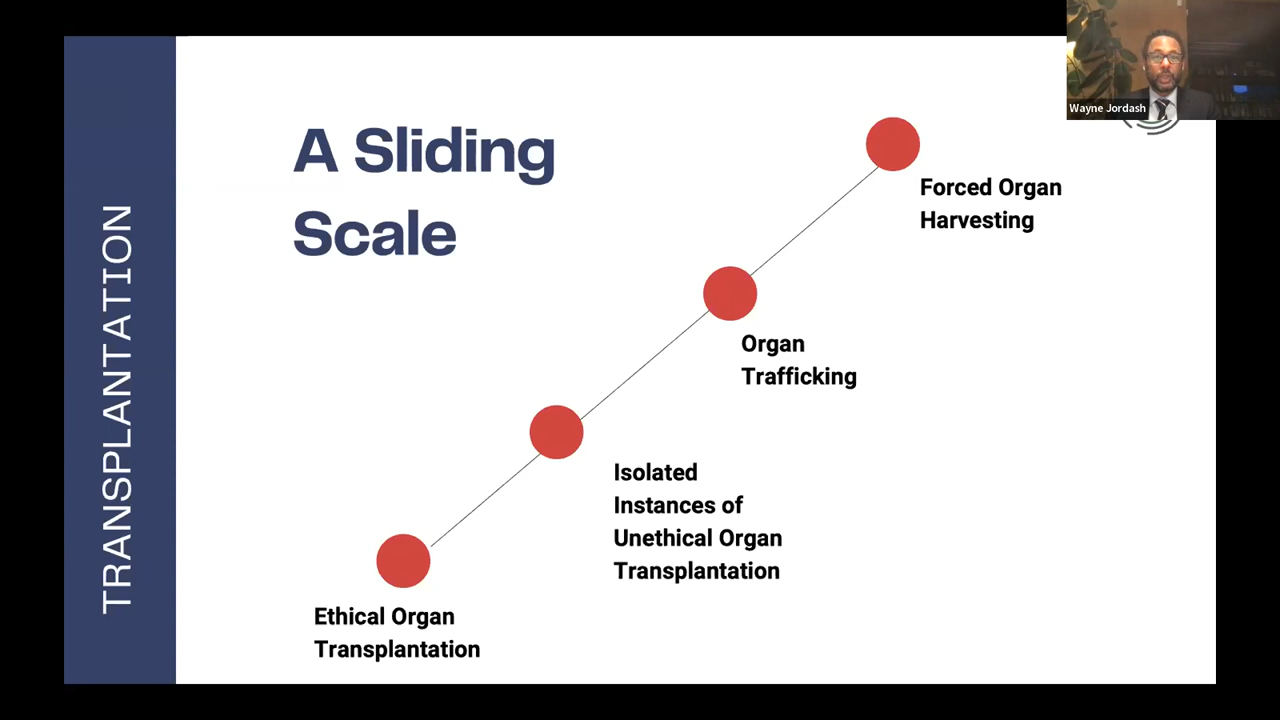 TRANSPLANTATION
A Sliding
Scale
Wayne Jordash
Forced Organ
Harvesting
Organ
Trafficking
Isolated
Instances of
Unethical Organ
Transplantation
Ethical Organ
Transplantation